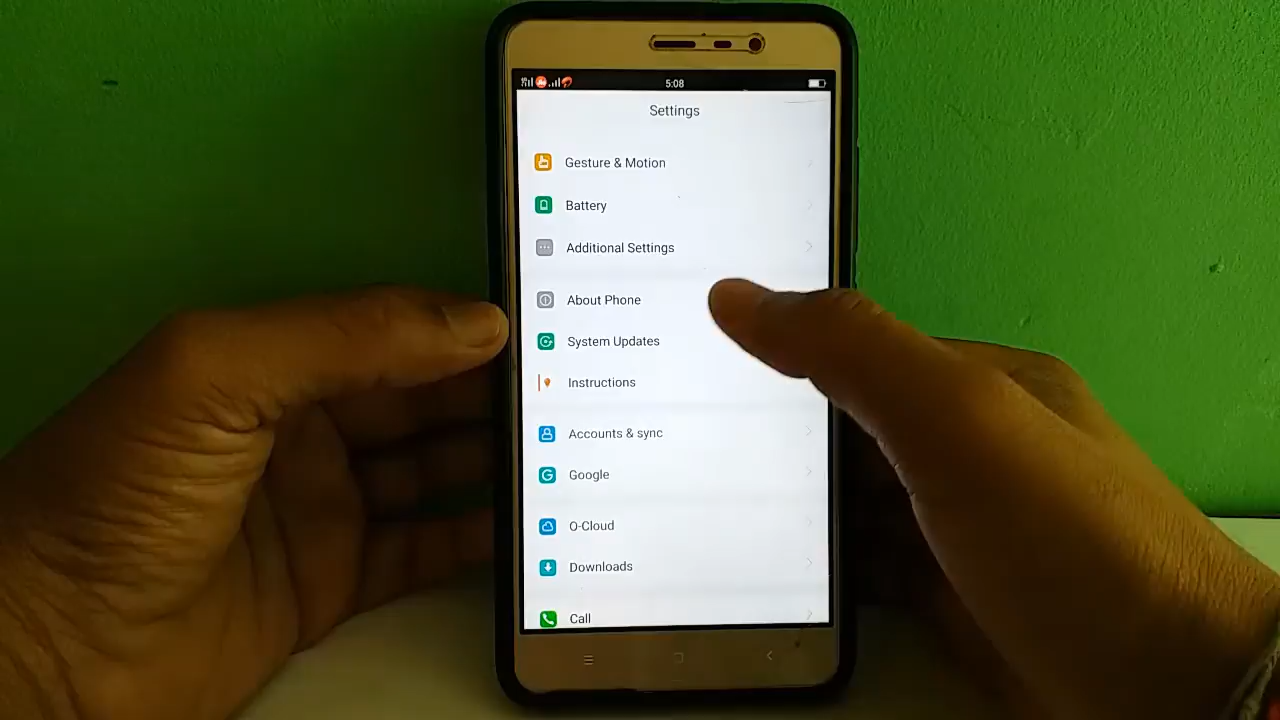 5:08
Settings
Gesture & Motion
Battery
Additional Settings
About Phone
System Updates
Instructions
Accounts & sync
Google
O-Cloud
Downloads
Call